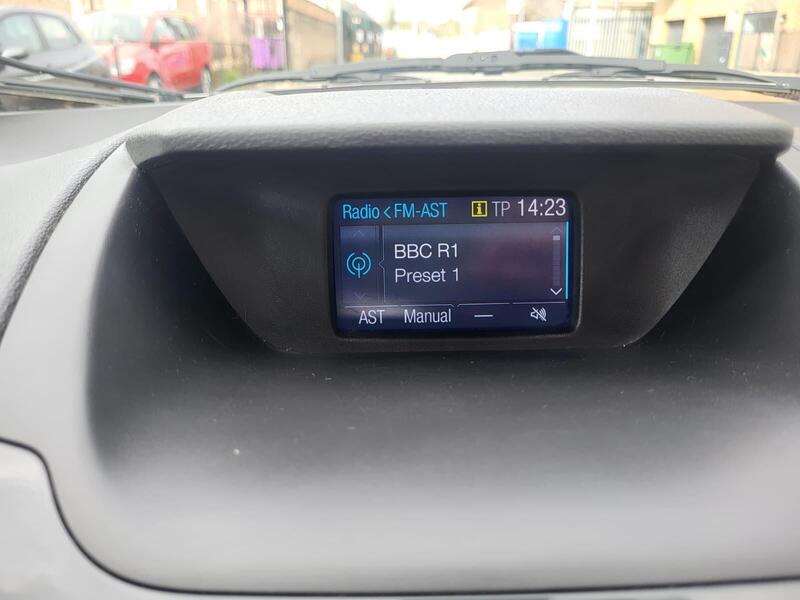 Radio < FM-AST i TP 14:23
BBC R1
Preset 1
AST Manual —